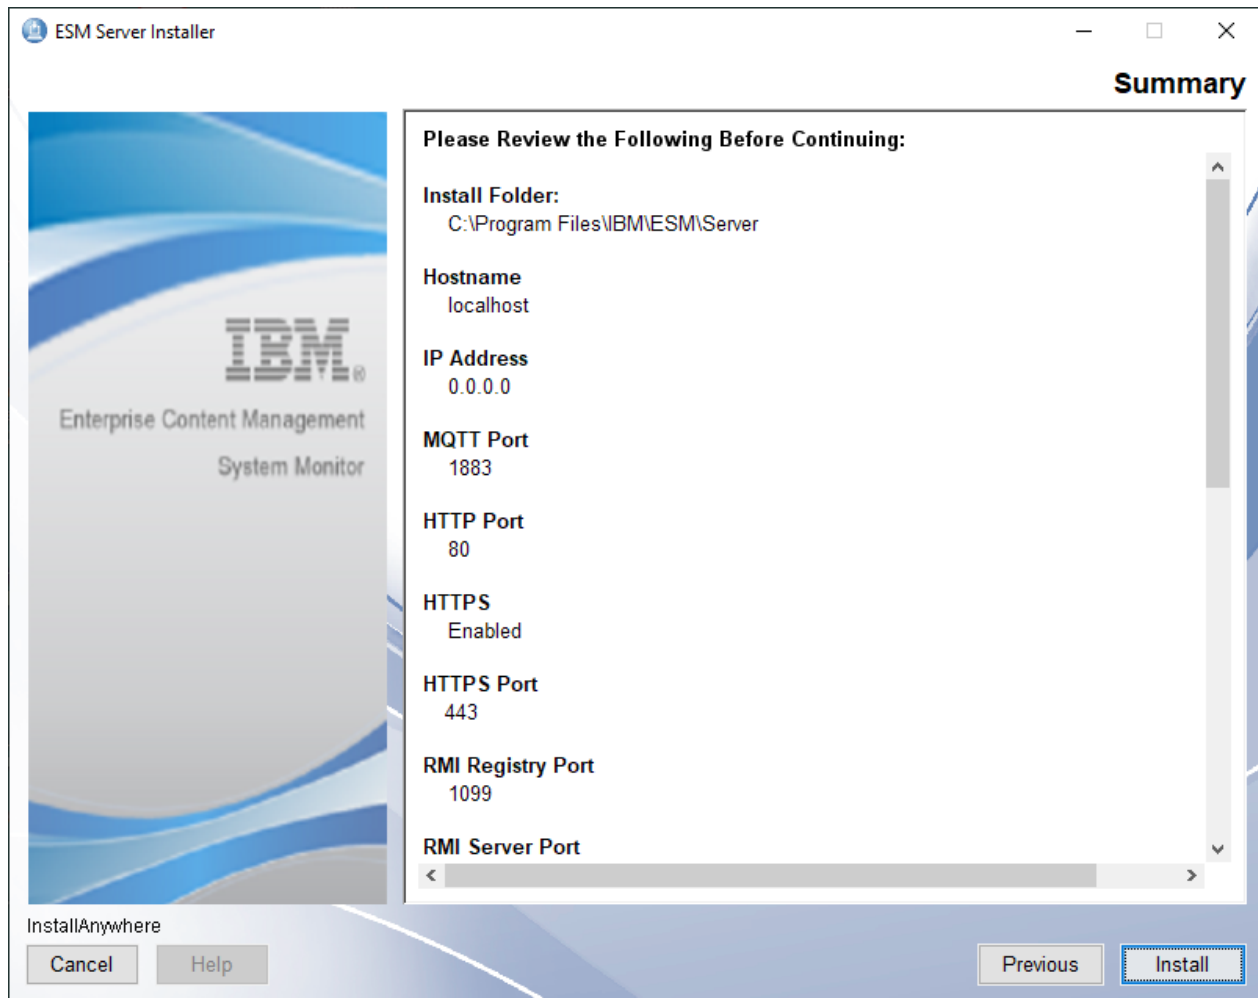 ESM Server Installer
Summary
IBM®
Enterprise Content Management
System Monitor
Please Review the Following Before Continuing:
Install Folder:
C:\Program Files\IBM\ESM\Server
Hostname
localhost
IP Address
0.0.0.0
MQTT Port
1883
HTTP Port
80
HTTPS
Enabled
HTTPS Port
443
RMI Registry Port
1099
RMI Server Port
InstallAnywhere
Cancel
Help
Previous
Install